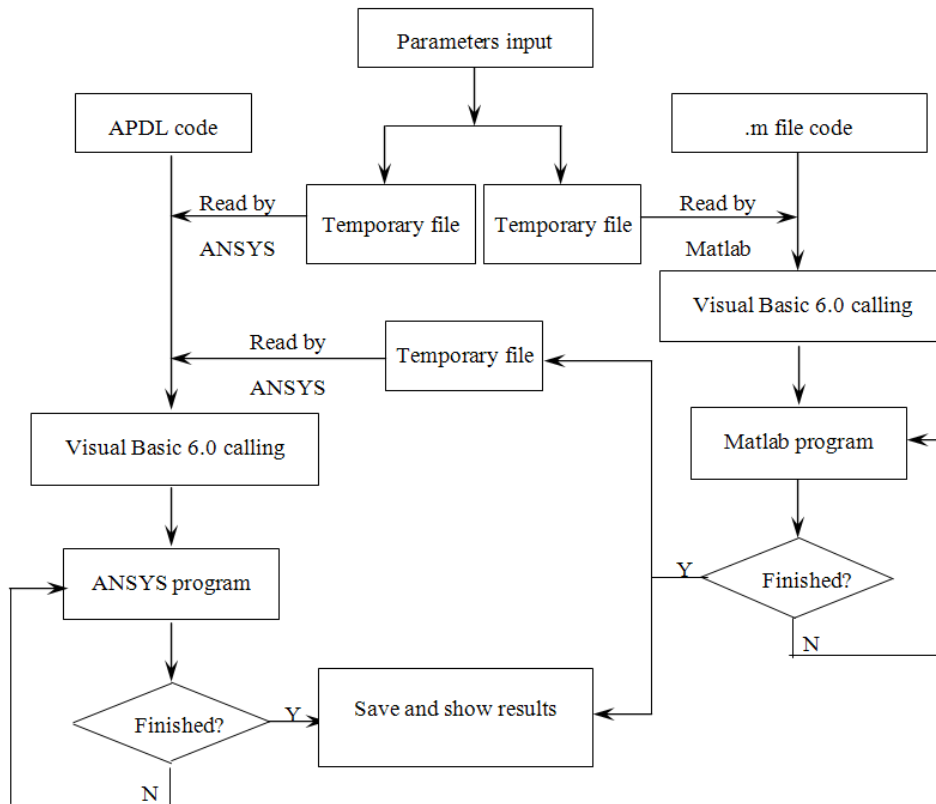 Parameters input
APDL code
.m file code
Read by
ANSYS
Temporary file
Temporary file
Read by
Matlab
Visual Basic 6.0 calling
Read by
ANSYS
Temporary file
Visual Basic 6.0 calling
Matlab program
ANSYS program
Y
Finished?
N
Finished?
Y
Save and show results
N